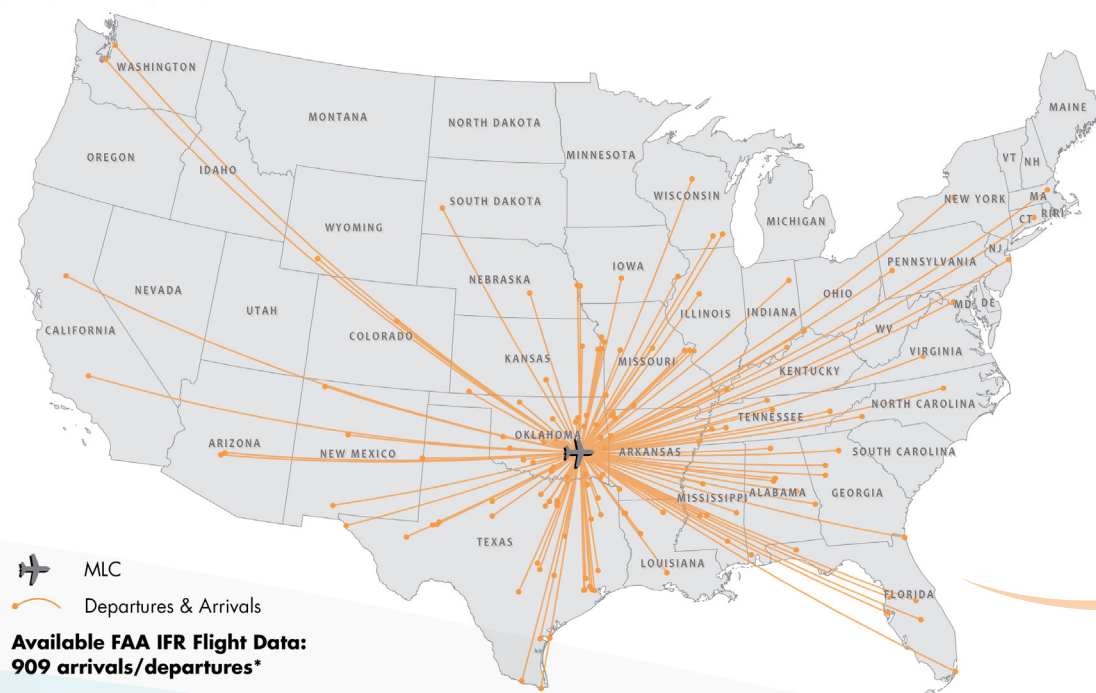 WASHINGTON
MAINE
MONTANA
NORTH DAKOTA
MINNESOTA
VT
NH
OREGON
IDAHO
WISCONSIN
SOUTH DAKOTA
NEW YORK
MA
MICHIGAN
CT
RI
RI
WYOMING
NJ
PENNSYLVANIA
IOWA
NEBRASKA
NEVADA
OHIO
MD
DE
UTAH
ILLINOIS
INDIANA
CALIFORNIA
COLORADO
WV
VIRGINIA
KANSAS
MISSOURI
KENTUCKY
NORTH CAROLINA
TENNESSEE
OKLAHOMA
ARIZONA
NEW MEXICO
ARKANSAS
SOUTH CAROLINA
MISSISSIPPI
ALABAMA
GEORGIA
TEXAS
LOUISIANA
FLORIDA
MLC
Departures & Arrivals
Available FAA IFR Flight Data:
909 arrivals/departures*